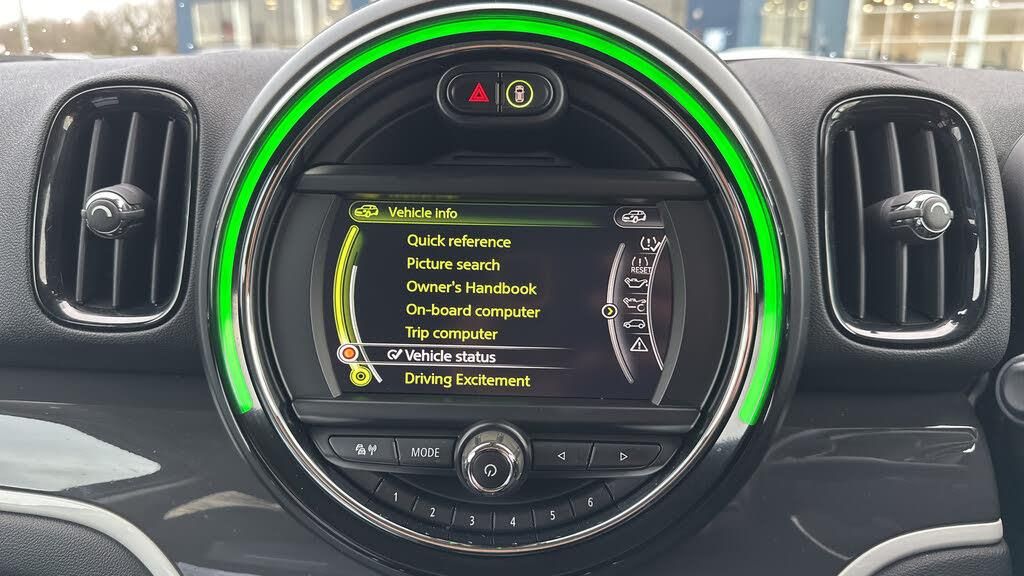 Vehicle info
Quick reference
Picture search
Owner's Handbook
On-board computer
Trip computer
Vehicle status
Driving Excitement
RESET
MODE
1
2
3
4
5
6